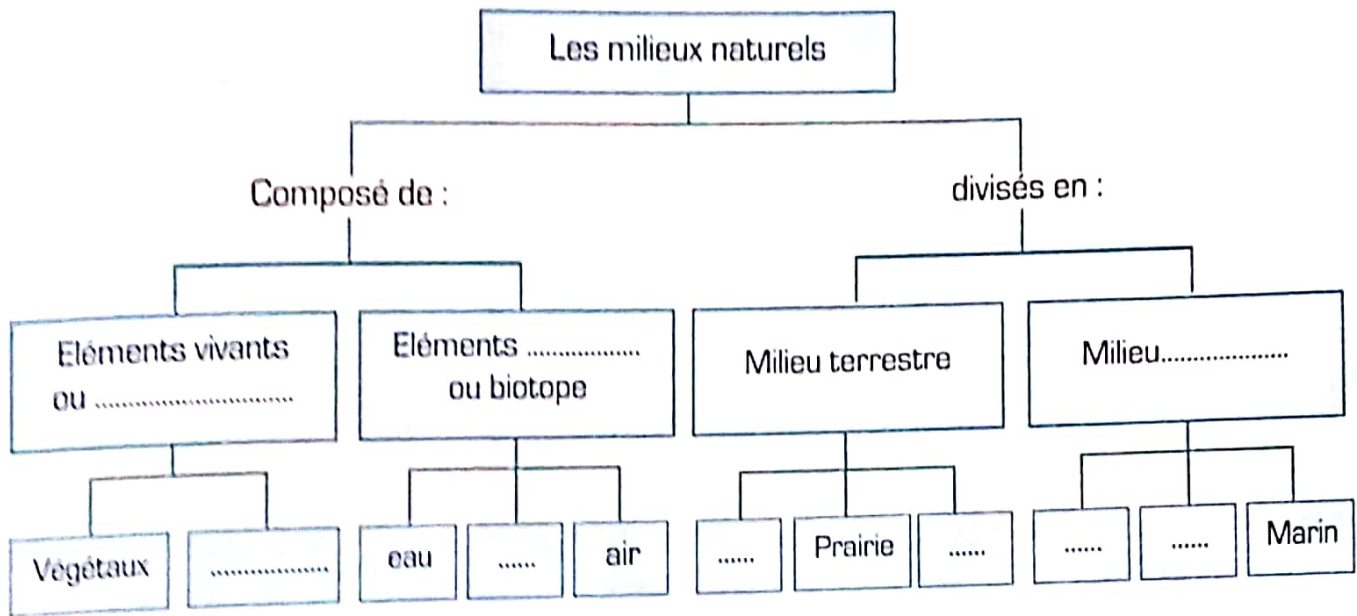 Les milieux naturels
Composé de :
divisés en :
Eléments vivants
ou ..............................
Eléments ..................
ou biotope
Milieu terrestre
Milieu....................
Végétaux
..................
eau
......
air
......
Prairie
......
......
......
Marin